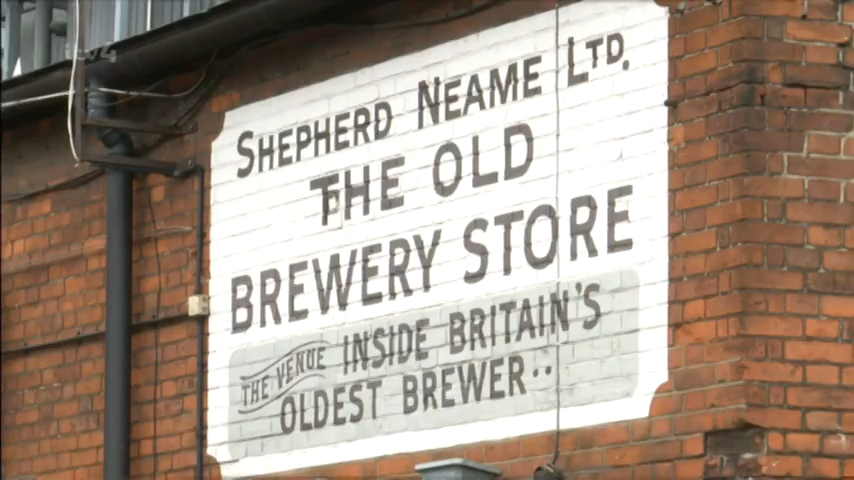 SHEPHERD NEAME LTD.
THE OLD
BREWERY STORE
THE VENUE INSIDE BRITAIN'S
OLDEST BREWER..